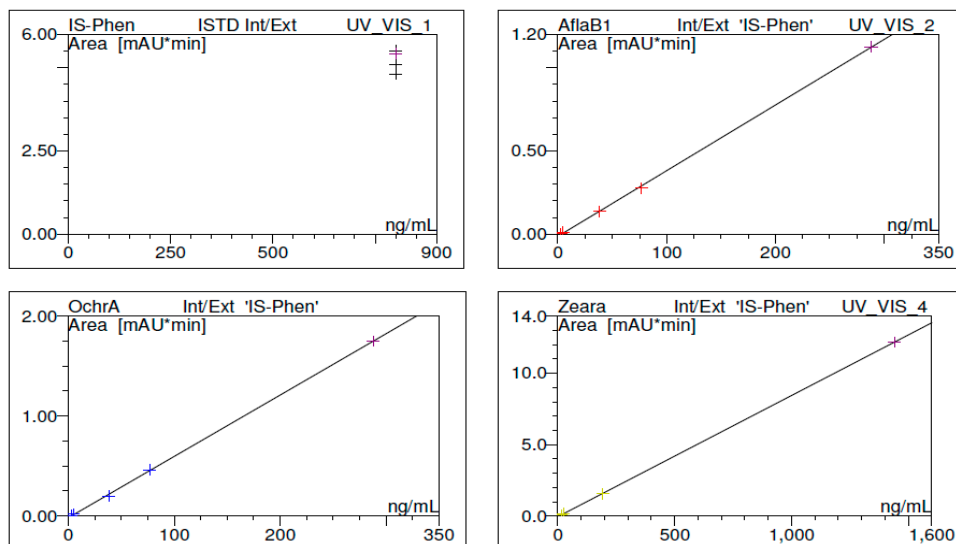 IS-Phen ISTD Int/Ext UV_VIS_1
6.00
Area [mAU*min]
2.50
0.00
ng/mL
0 250 500 900
AflaB1 Int/Ext 'IS-Phen' UV_VIS_2
1.20
Area [mAU*min]
0.50
0.00
ng/mL
0 100 200 350
OchrA Int/Ext 'IS-Phen'
2.00
Area [mAU*min]
1.00
0.00
ng/mL
0 100 200 350
Zeara Int/Ext 'IS-Phen' UV_VIS_4
14.0
Area [mAU*min]
10.0
5.0
0.0
ng/mL
0 500 1,000 1,600